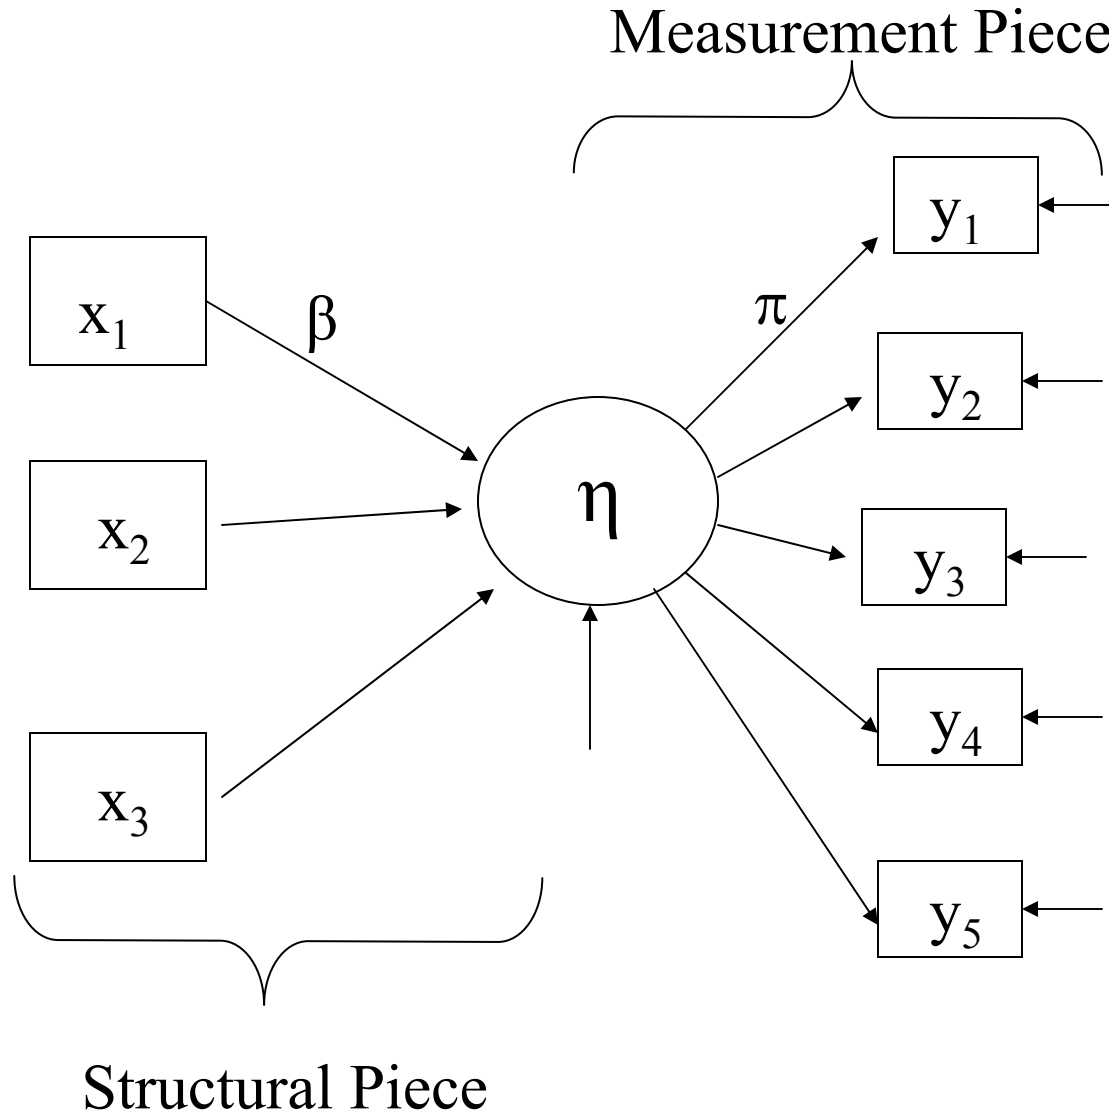 Measurement Piece
y1
x1
β
π
y2
η
x2
y3
y4
x3
y5
Structural Piece